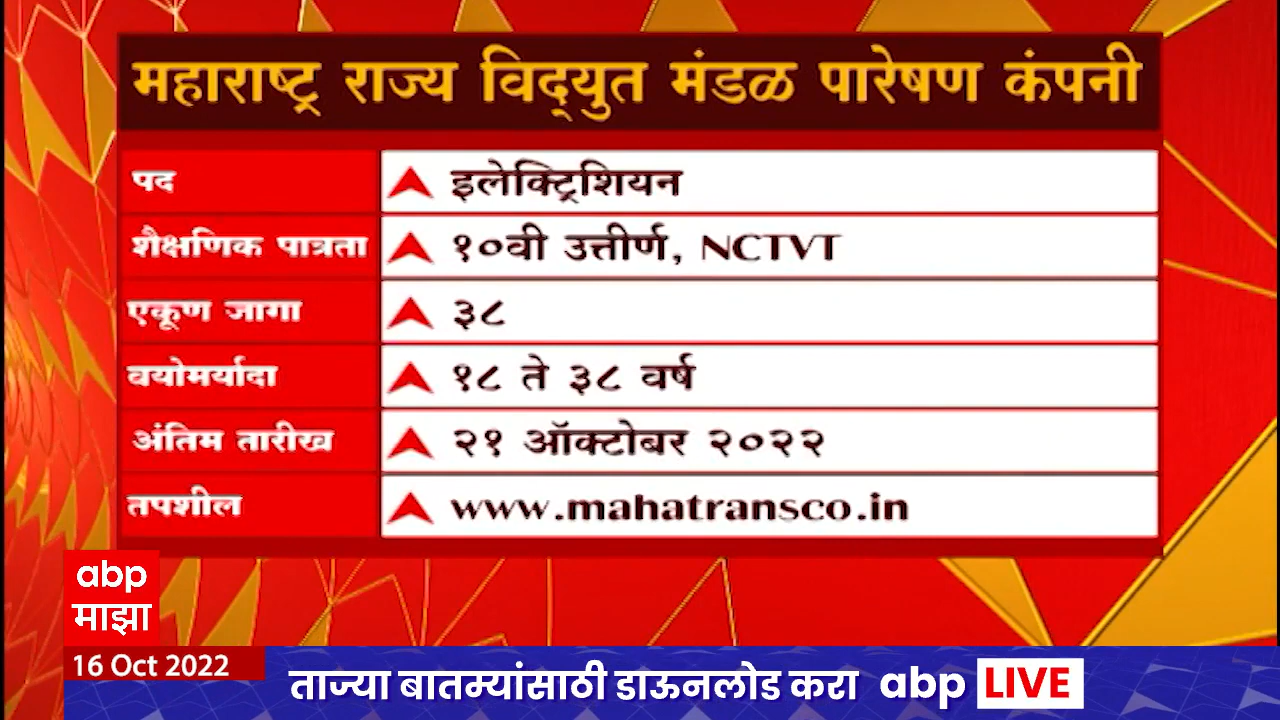 महाराष्ट्र राज्य विद्‌युत मंडळ पारेषण कंपनी
पद इलेक्ट्रिशियन
शैक्षणिक पात्रता १०वी उत्तीर्ण, NCTVT
एकूण जागा ३८
वयोमर्यादा १८ ते ३८ वर्ष
अंतिम तारीख २१ ऑक्टोबर २०२२
तपशील www.mahatransco.in
abp
माझा
16 Oct 2022
ताज्या बातम्यांसाठी डाऊनलोड करा abp LIVE